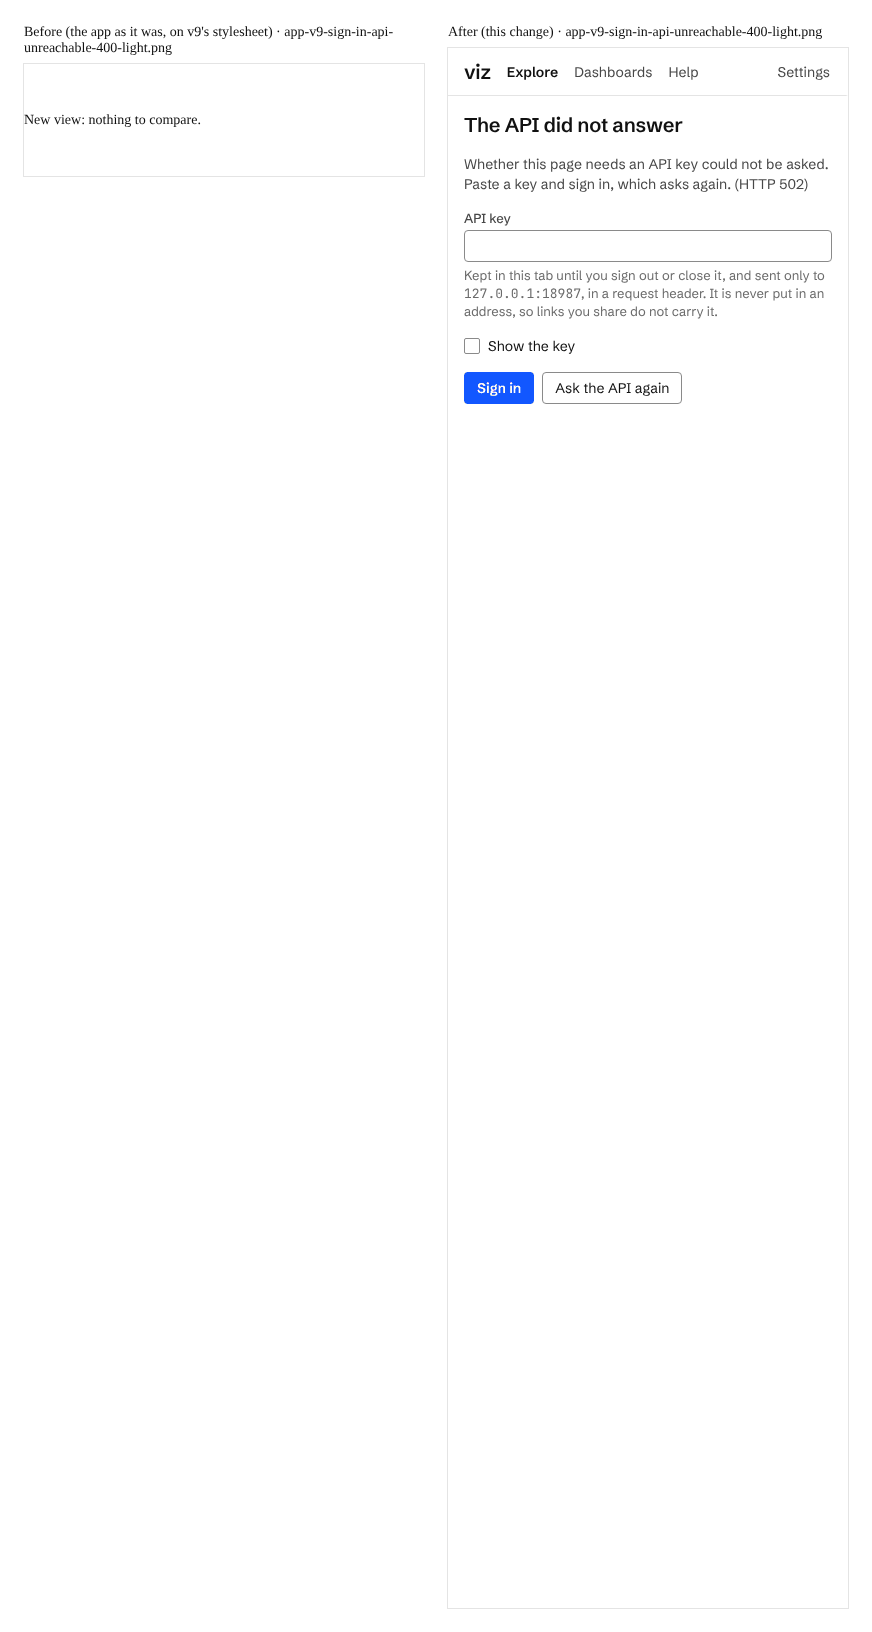 Before (the app as it was, on v9's stylesheet) · app-v9-sign-in-api-
unreachable-400-light.png
New view: nothing to compare.
After (this change) · app-v9-sign-in-api-unreachable-400-light.png
viz Explore Dashboards Help Settings
The API did not answer
Whether this page needs an API key could not be asked.
Paste a key and sign in, which asks again. (HTTP 502)
API key
Kept in this tab until you sign out or close it, and sent only to
127.0.0.1:18987, in a request header. It is never put in an
address, so links you share do not carry it.
Show the key
Sign in Ask the API again